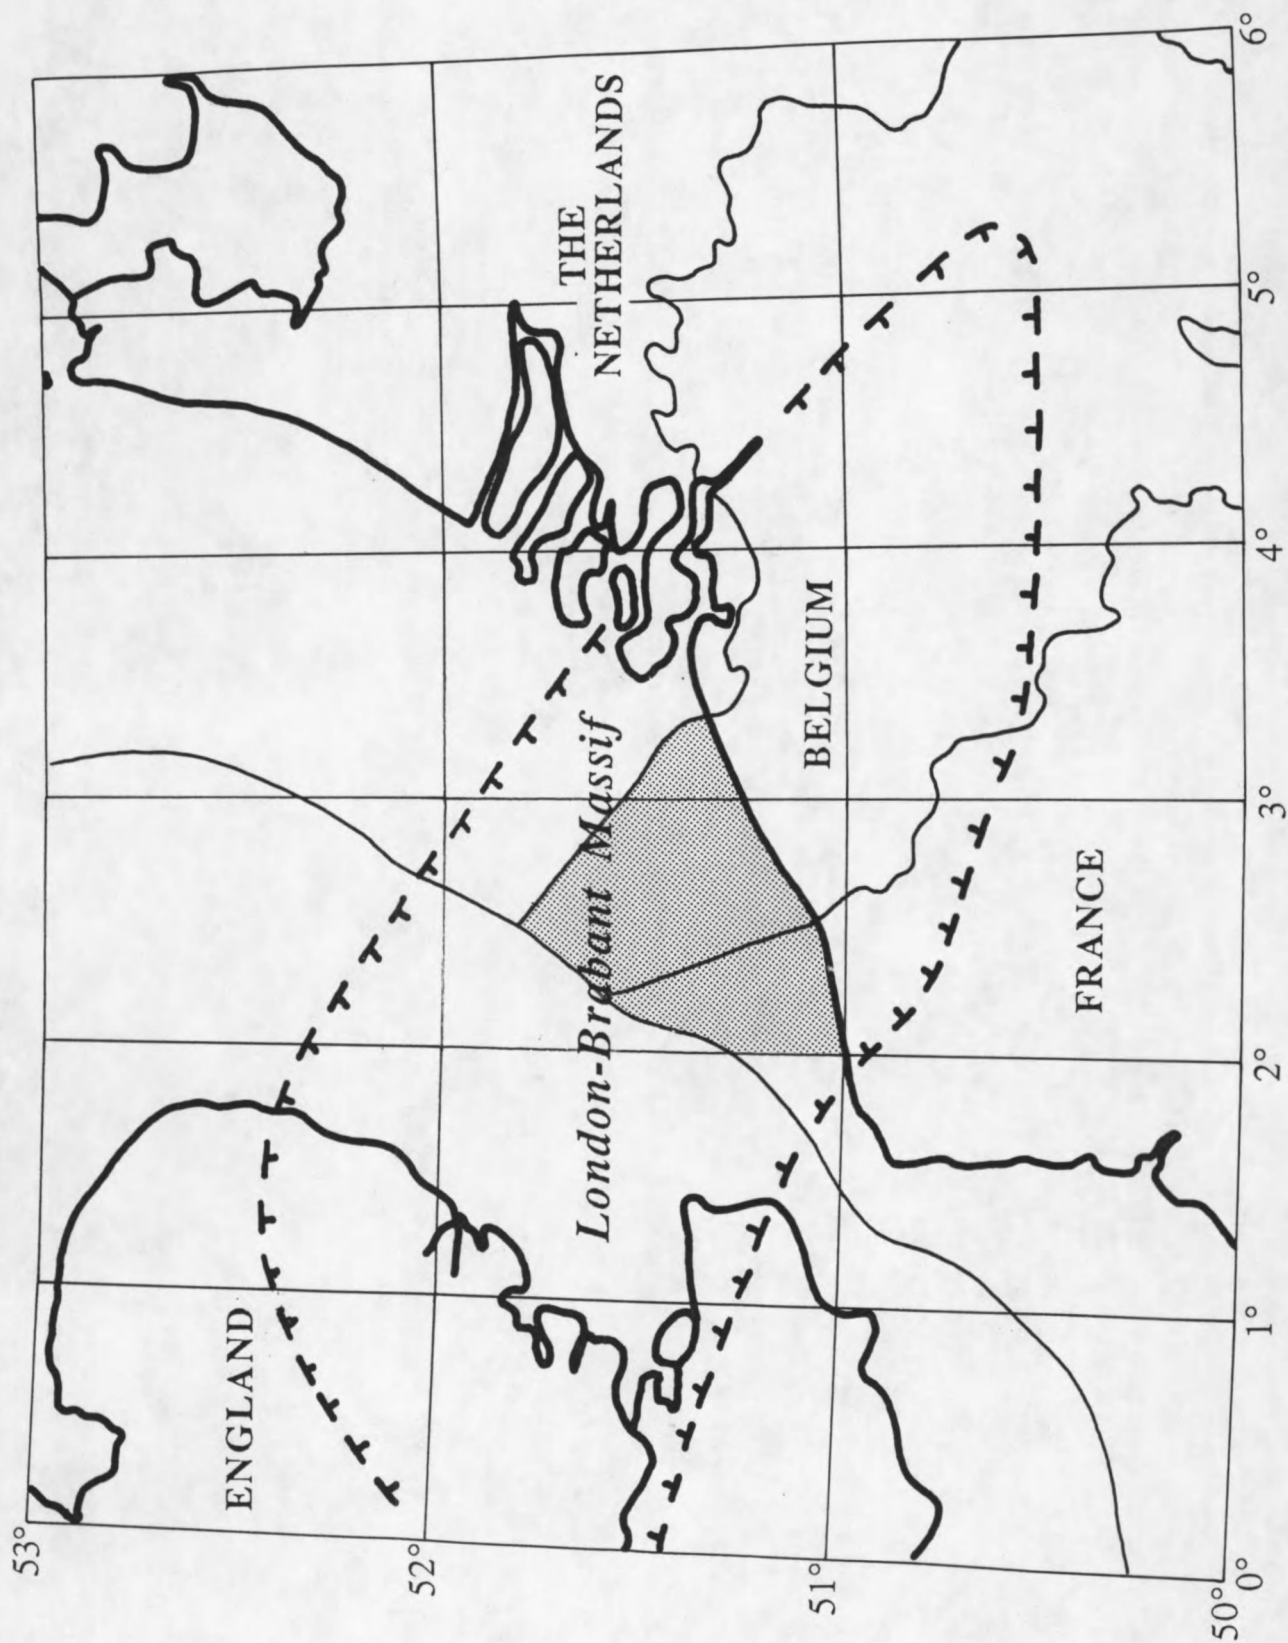 53°
52°
51°
50°
0°
1°
2°
3°
4°
5°
6°
ENGLAND
THE
NETHERLANDS
London-Brabant Massif
BELGIUM
FRANCE